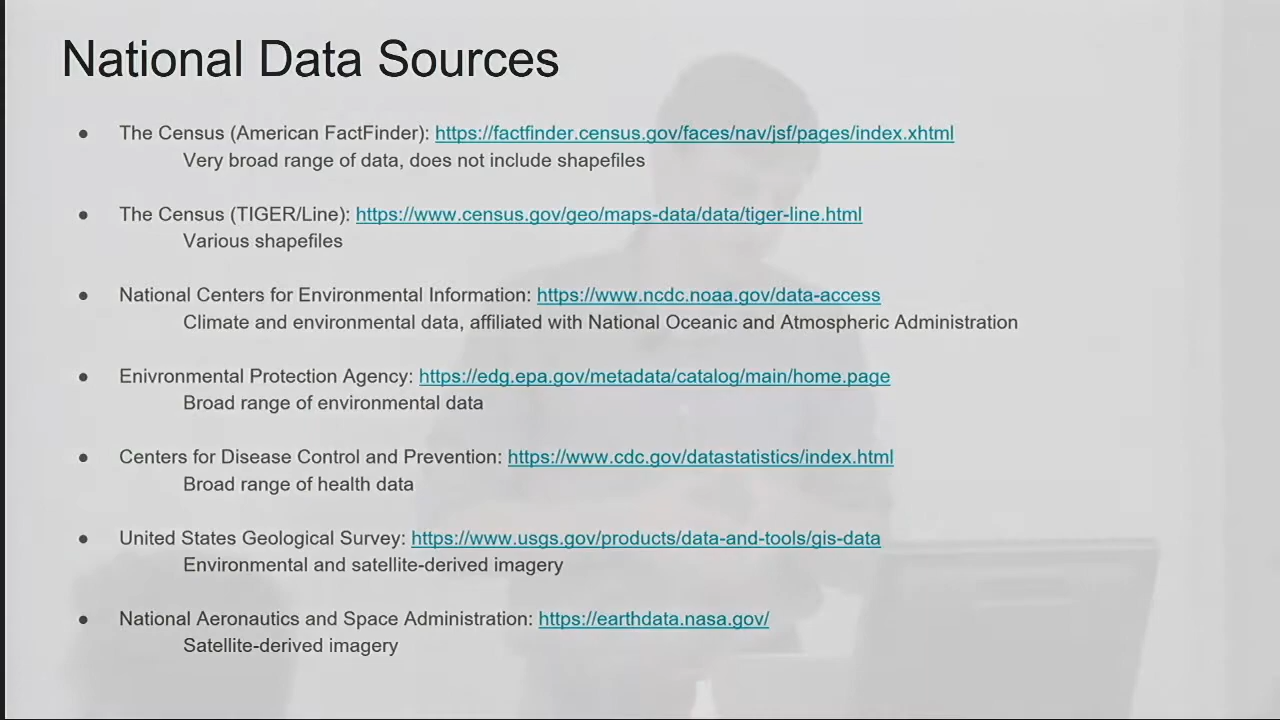 National Data Sources
● The Census (American FactFinder): https://factfinder.census.gov/faces/nav/jsf/pages/index.xhtml
Very broad range of data, does not include shapefiles
● The Census (TIGER/Line): https://www.census.gov/geo/maps-data/data/tiger-line.html
Various shapefiles
● National Centers for Environmental Information: https://www.ncdc.noaa.gov/data-access
Climate and environmental data, affiliated with National Oceanic and Atmospheric Administration
● Enivronmental Protection Agency: https://edg.epa.gov/metadata/catalog/main/home.page
Broad range of environmental data
● Centers for Disease Control and Prevention: https://www.cdc.gov/datastatistics/index.html
Broad range of health data
● United States Geological Survey: https://www.usgs.gov/products/data-and-tools/gis-data
Environmental and satellite-derived imagery
● National Aeronautics and Space Administration: https://earthdata.nasa.gov/
Satellite-derived imagery